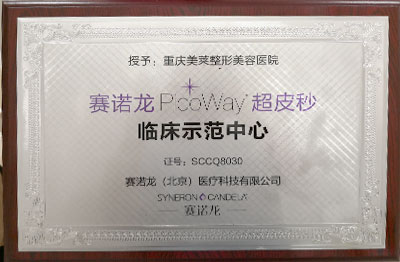 授予：重庆美莱整形美容医院
赛诺龙 PicoWay® 超皮秒
临床示范中心
证号：SCCQ8030
赛诺龙（北京）医疗科技有限公司
SYNERON CANDELA
赛诺龙